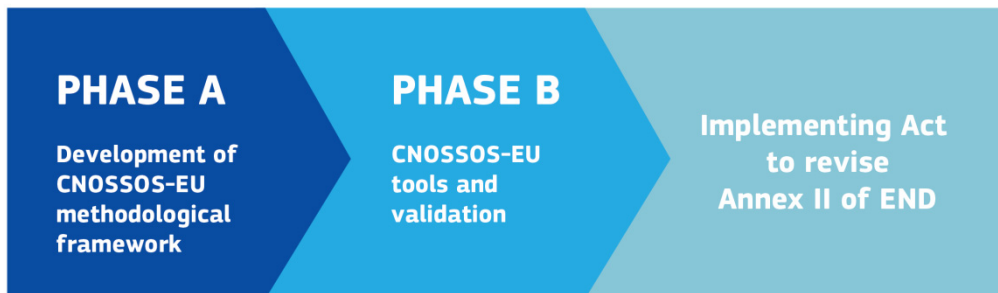 PHASE A
Development of
CNOSSOS-EU
methodological
framework
PHASE B
CNOSSOS-EU
tools and
validation
Implementing Act
to revise
Annex II of END